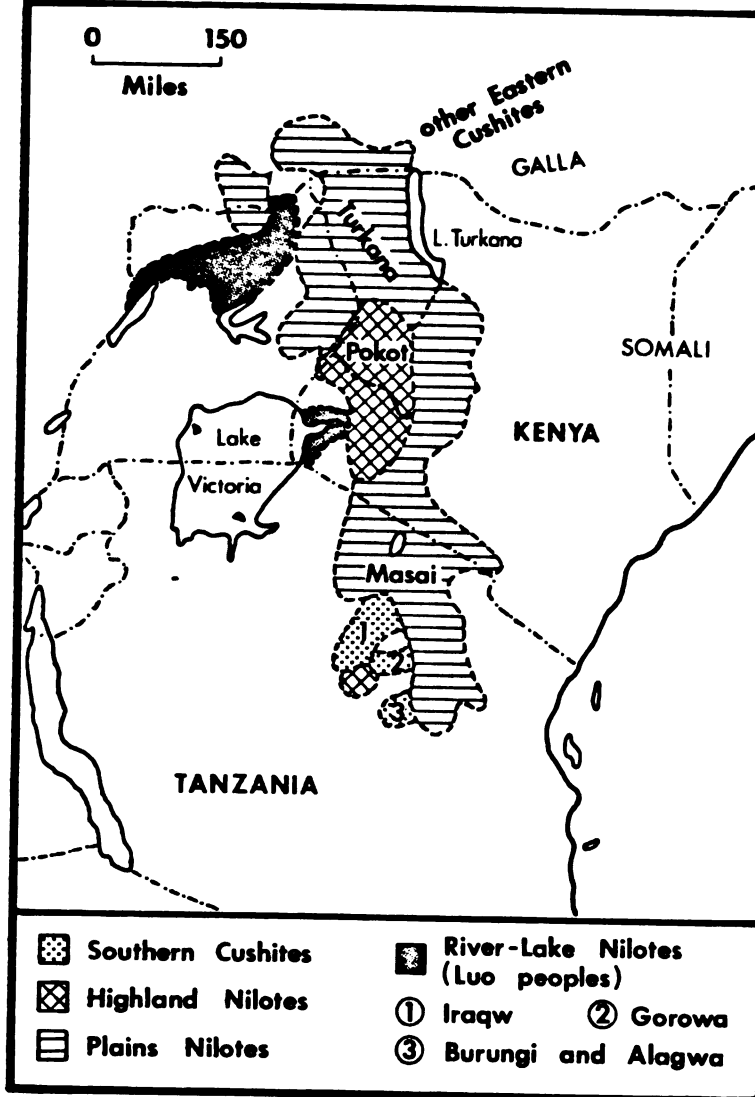 0 150
Miles
other Eastern
Cushites
GALLA
Turkana
L. Turkana
Pokot
SOMALI
KENYA
Lake
Victoria
Masai
1
2
3
TANZANIA
Southern Cushites
Highland Nilotes
Plains Nilotes
River-Lake Nilotes
(Luo peoples)
1 Iraqw 2 Gorowa
3 Burungi and Alagwa